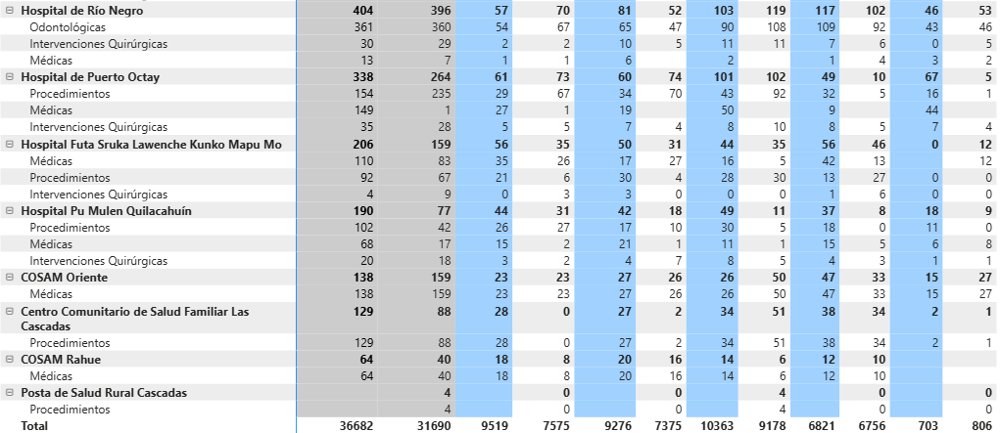 Hospital de Río Negro 404 396 57 70 81 52 103 119 117 102 46 53
Odontológicas 361 360 54 67 65 47 90 108 109 92 43 46
Intervenciones Quirúrgicas 30 29 2 2 10 5 11 11 7 6 0 5
Médicas 13 7 1 1 6 2 1 4 3 2
Hospital de Puerto Octay 338 264 61 73 60 74 101 102 49 10 67 5
Procedimientos 154 235 29 67 34 70 43 92 32 5 16 1
Médicas 149 1 27 1 19 50 9 44
Intervenciones Quirúrgicas 35 28 5 5 7 4 8 10 8 5 7 4
Hospital Futa Sruka Lawenche Kunko Mapu Mo 206 159 56 35 50 31 44 35 56 46 0 12
Médicas 110 83 35 26 17 27 16 5 42 13 12
Procedimientos 92 67 21 6 30 4 28 30 13 27 0 0
Intervenciones Quirúrgicas 4 9 0 3 3 0 0 0 1 6 0 0
Hospital Pu Mulen Quilacahuín 190 77 44 31 42 18 49 11 37 8 18 9
Procedimientos 102 42 26 27 17 10 30 5 18 0 11 0
Médicas 68 17 15 2 21 1 11 1 15 5 6 8
Intervenciones Quirúrgicas 20 18 3 2 4 7 8 5 4 3 1 1
COSAM Oriente 138 159 23 23 27 26 26 50 47 33 15 27
Médicas 138 159 23 23 27 26 26 50 47 33 15 27
Centro Comunitario de Salud Familiar Las 129 88 28 0 27 2 34 51 38 34 2 1
Cascadas
Procedimientos 129 88 28 0 27 2 34 51 38 34 2 1
COSAM Rahue 64 40 18 8 20 16 14 6 12 10
Médicas 64 40 18 8 20 16 14 6 12 10
Posta de Salud Rural Cascadas 4 0 0 4 0 0
Procedimientos 4 0 0 4 0 0
Total 36682 31690 9519 7575 9276 7375 10363 9178 6821 6756 703 806